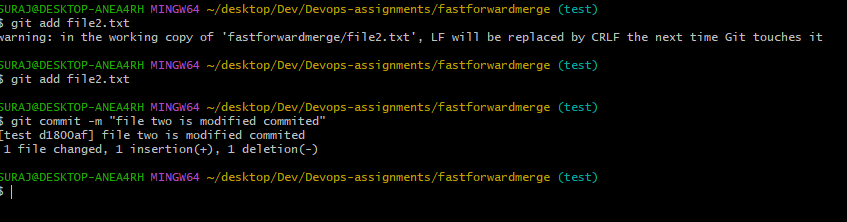 SURAJ@DESKTOP-ANEA4RH MINGW64 ~/desktop/Dev/Devops-assignments/fastforwardmerge (test)
$ git add file2.txt
warning: in the working copy of 'fastforwardmerge/file2.txt', LF will be replaced by CRLF the next time Git touches it
SURAJ@DESKTOP-ANEA4RH MINGW64 ~/desktop/Dev/Devops-assignments/fastforwardmerge (test)
$ git add file2.txt
SURAJ@DESKTOP-ANEA4RH MINGW64 ~/desktop/Dev/Devops-assignments/fastforwardmerge (test)
$ git commit -m "file two is modified commited"
[test d1800af] file two is modified commited
1 file changed, 1 insertion(+), 1 deletion(-)
SURAJ@DESKTOP-ANEA4RH MINGW64 ~/desktop/Dev/Devops-assignments/fastforwardmerge (test)
$